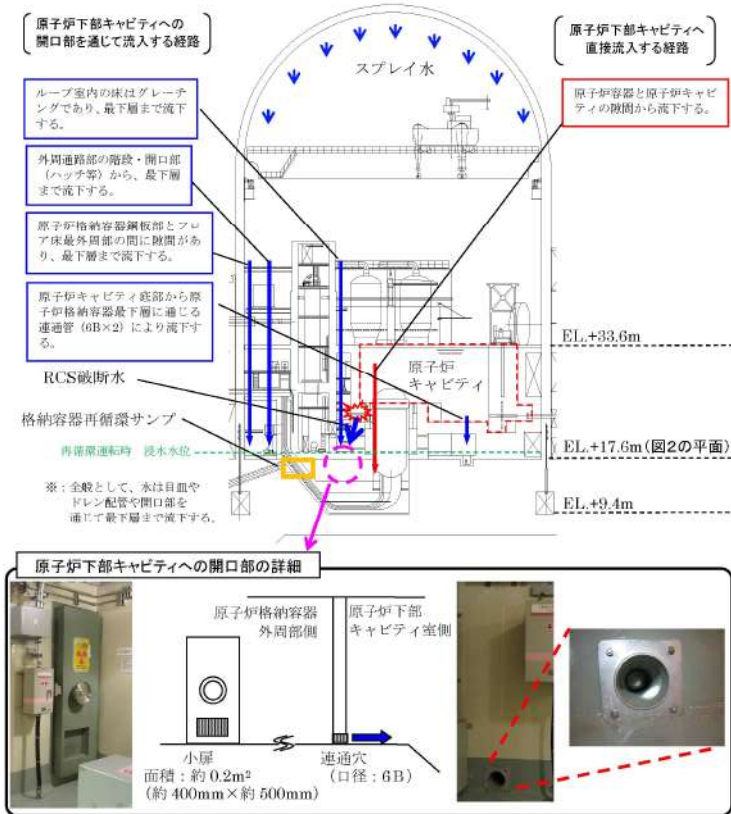 原子炉下部キャビティへの
開口部を通じて流入する経路
原子炉下部キャビティへ
直接流入する経路
スプレイ水
ループ室内の床はグレーチ
ングであり、最下層まで流下
する。
原子炉容器と原子炉キャビ
ティの隙間から流下する。
外周通路部の階段・開口部
(ハッチ等)から、最下層
まで流下する。
原子炉格納容器鋼板部とフロ
ア床最外周部の間に隙間があ
り、最下層まで流下する。
原子炉キャビティ底部から原
子炉格納容器最下層に通じる
連通管(6B×2)により流下す
る。
EL.+33.6m
原子炉
キャビティ
RCS破断水
格納容器再循環サンプ
再循環運転時 浸水水位
EL.+17.6m(図2の平面)
※:全般として、水は目皿や
ドレン配管や開口部を
通じて最下層まで流下する。
EL.+9.4m
原子炉下部キャビティへの開口部の詳細
原子炉格納容器
外周部側
原子炉下部
キャビティ室側
小扉
面積:約0.2m²
(約400mm×約500mm)
連通穴
(口径:6B)